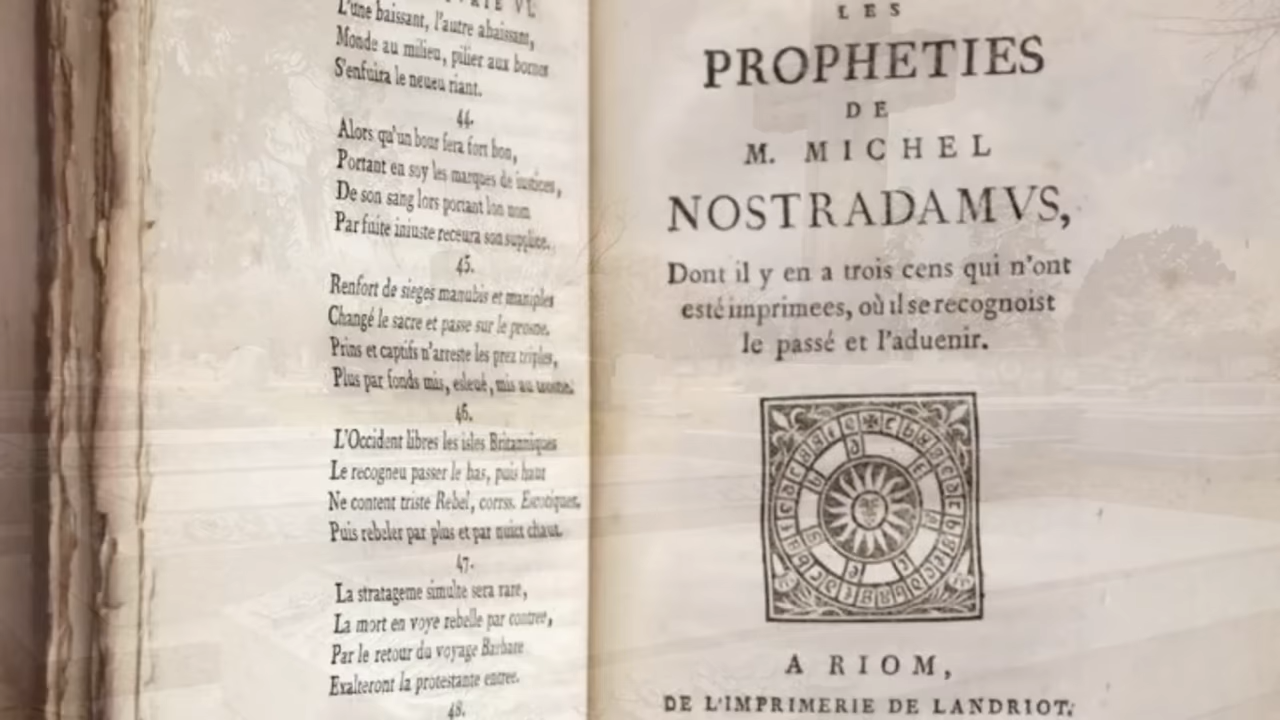 VI.
L'une baissant, l'autre abaissant,
Monde au milieu, pilier aux bornes
S'enfuira le neueu riant.
44.
Alors qu'un bour sera fort bon,
Portant en soy les marques de iustices,
De son sang lors portant lon nom
Par fuite iniuste receura son supplice.
45.
Renfort de sieges manubis et maniples
Changé le sacre et passe sur le prosne,
Prins et captifs n'arreste les prez triples,
Plus par fonds mis, esleué, mis au
46.
L'Occident libres les isles Britanniques
Le recogneu passer le bas, puis haut
Ne content triste Rebel, corrss. Escotiques,
Puis rebeler par plus et par nuict chaut.
47.
La stratageme simulte sera rare,
La mort en voye rebelle par contree,
Par le retour du voyage Barbare
Exalteront la protestante entree.
48.
LES
PROPHETIES
DE
M. MICHEL
NOSTRADAMVS,
Dont il y en a trois cens qui n'ont
esté imprimees, où il se recognoist
le passé et l'aduenir.
A RIOM,
DE L'IMPRIMERIE DE LANDRIOT.